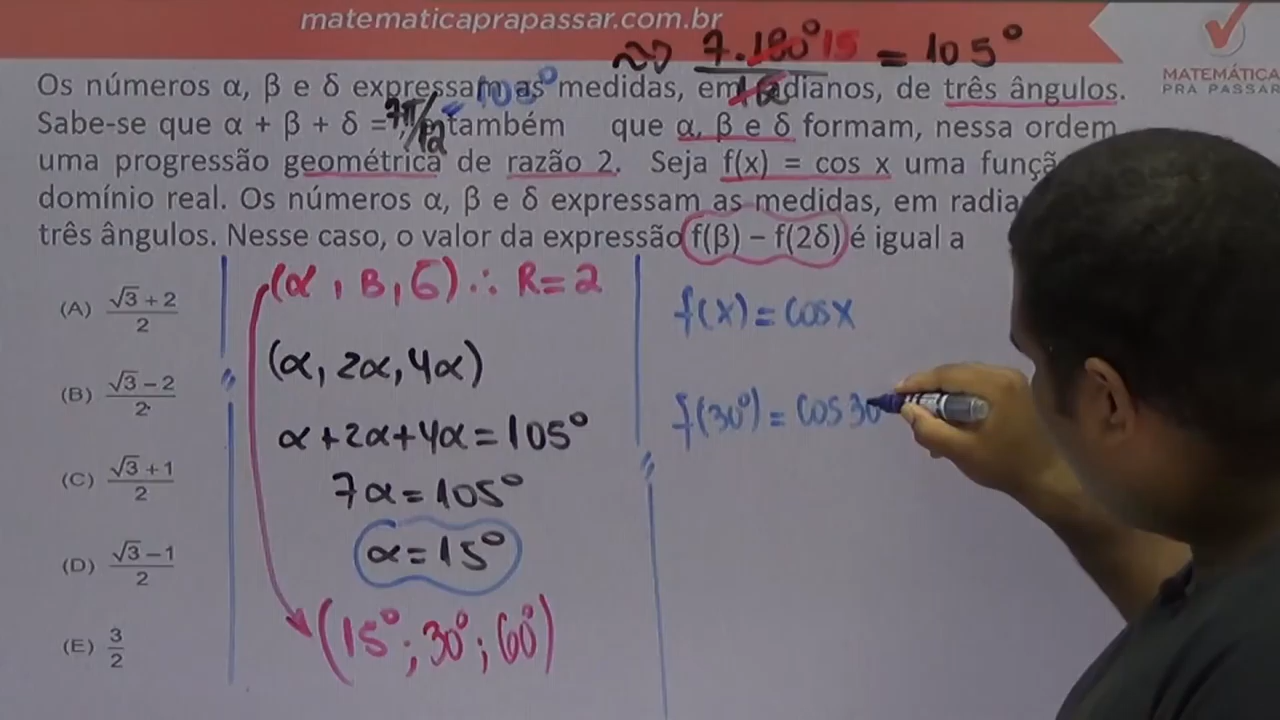 matematicaprapassar.com.br
MATEMÁTICA
PRA PASSAR
⇝ 7.180° 15 / 12 = 105°
Os números α, β e δ expressam as medidas, em radianos, de três ângulos.
= 105°
Sabe-se que α + β + δ = 7π/12 também que α, β e δ formam, nessa ordem
uma progressão geométrica de razão 2. Seja f(x) = cos x uma funçã
domínio real. Os números α, β e δ expressam as medidas, em radia
três ângulos. Nesse caso, o valor da expressão f(β) – f(2δ) é igual a
(A) √3 + 2 / 2
(B) √3 – 2 / 2
(C) √3 + 1 / 2
(D) √3 – 1 / 2
(E) 3 / 2
(α, B, δ) ∴ R = 2
(α, 2α, 4α)
α + 2α + 4α = 105°
7α = 105°
α = 15°
(15°; 30°; 60°)
f(x) = cos x
f(30°) = cos 30